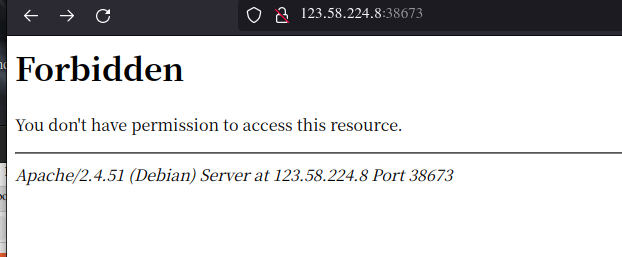 123.58.224.8:38673
Forbidden
You don't have permission to access this resource.
Apache/2.4.51 (Debian) Server at 123.58.224.8 Port 38673